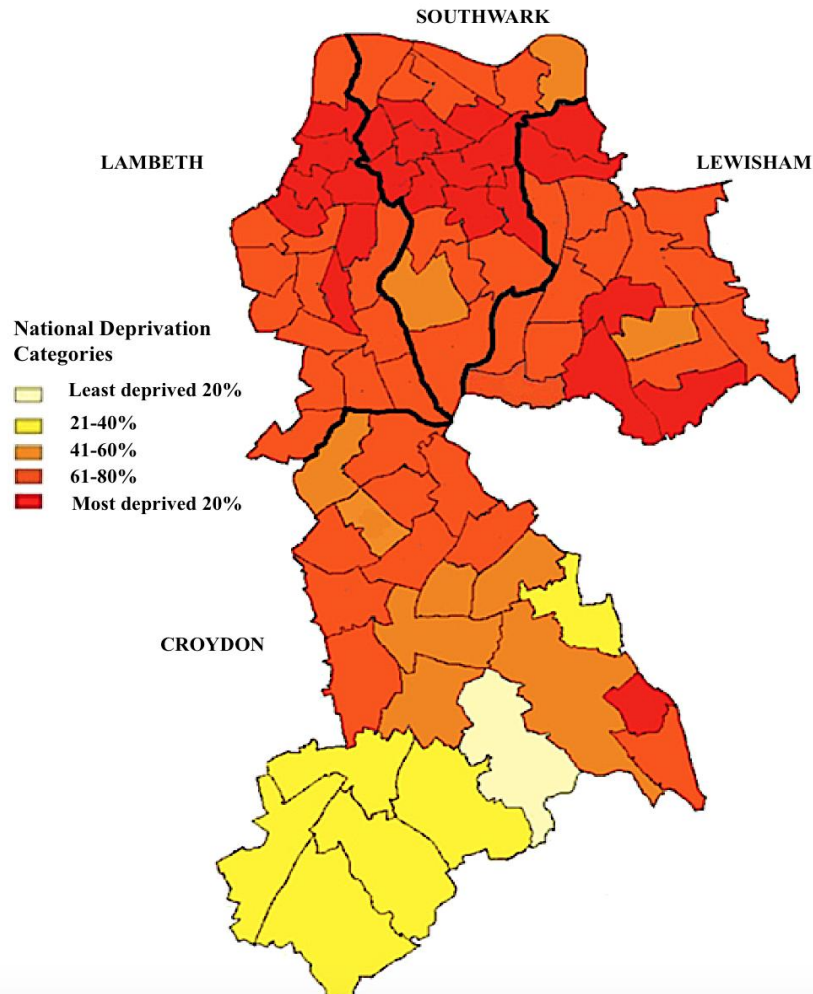 SOUTHWARK
LAMBETH
LEWISHAM
National Deprivation
Categories
Least deprived 20%
21-40%
41-60%
61-80%
Most deprived 20%
CROYDON